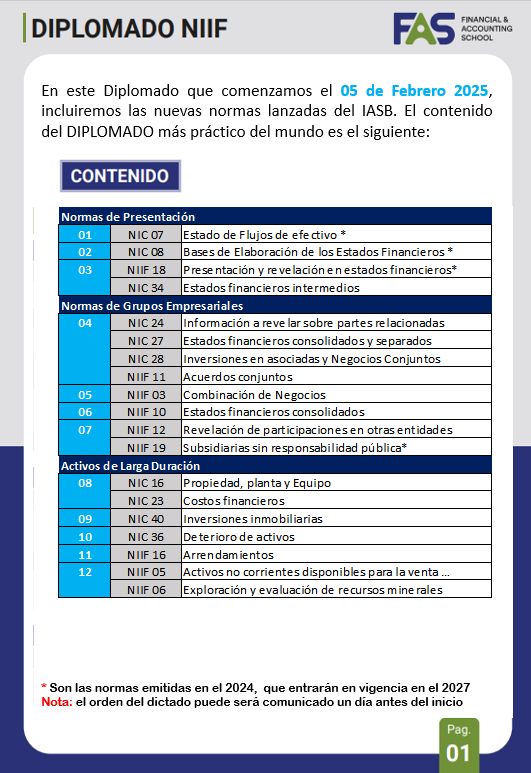 DIPLOMADO NIIF
FAS FINANCIAL &
ACCOUNTING
SCHOOL
En este Diplomado que comenzamos el 05 de Febrero 2025,
incluiremos las nuevas normas lanzadas del IASB. El contenido
del DIPLOMADO más práctico del mundo es el siguiente:
CONTENIDO
Normas de Presentación
01 NIC 07 Estado de Flujos de efectivo *
02 NIC 08 Bases de Elaboración de los Estados Financieros *
03 NIIF 18 Presentación y revelación en estados financieros*
NIC 34 Estados financieros intermedios
Normas de Grupos Empresariales
04 NIC 24 Información a revelar sobre partes relacionadas
NIC 27 Estados financieros consolidados y separados
NIC 28 Inversiones en asociadas y Negocios Conjuntos
NIIF 11 Acuerdos conjuntos
05 NIIF 03 Combinación de Negocios
06 NIIF 10 Estados financieros consolidados
07 NIIF 12 Revelación de participaciones en otras entidades
NIIF 19 Subsidiarias sin responsabilidad pública*
Activos de Larga Duración
08 NIC 16 Propiedad, planta y Equipo
NIC 23 Costos financieros
09 NIC 40 Inversiones inmobiliarias
10 NIC 36 Deterioro de activos
11 NIIF 16 Arrendamientos
12 NIIF 05 Activos no corrientes disponibles para la venta ...
NIIF 06 Exploración y evaluación de recursos minerales
* Son las normas emitidas en el 2024, que entrarán en vigencia en el 2027
Nota: el orden del dictado puede será comunicado un día antes del inicio
Pag.
01